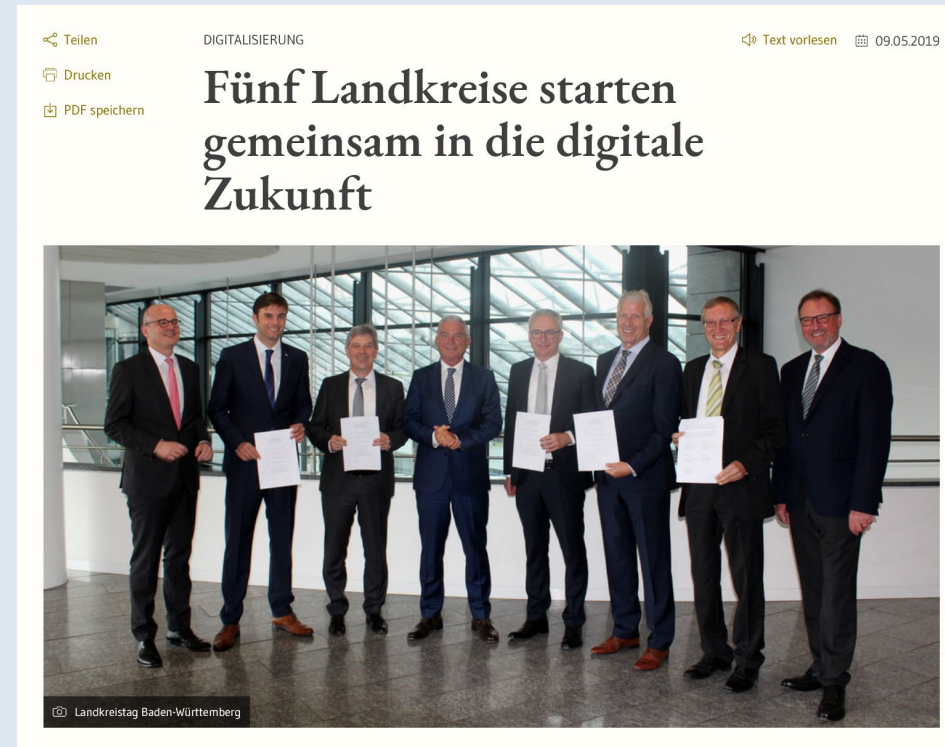 Teilen
Drucken
PDF speichern
DIGITALISIERUNG
Text vorlesen
09.05.2019
Fünf Landkreise starten
gemeinsam in die digitale
Zukunft
Landkreistag Baden-Württemberg